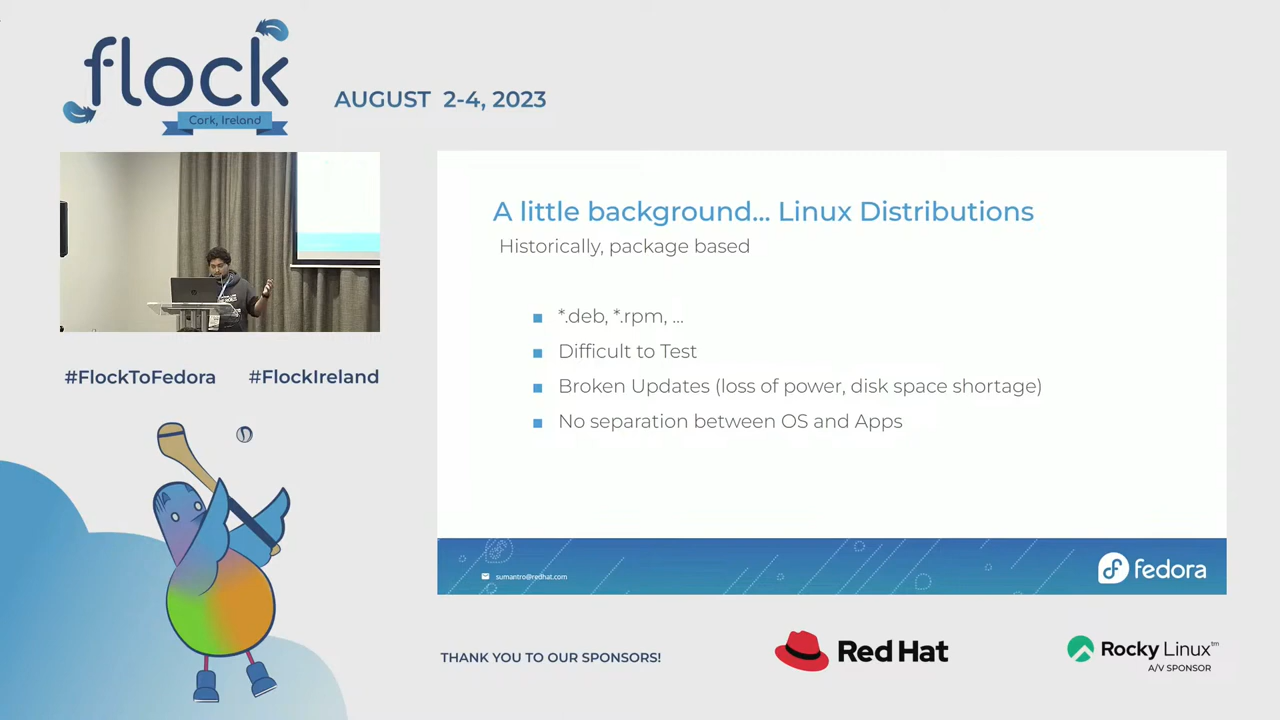 flock
Cork, Ireland
AUGUST 2-4, 2023
#FlockToFedora #FlockIreland
A little background... Linux Distributions
Historically, package based
*.deb, *.rpm, ...
Difficult to Test
Broken Updates (loss of power, disk space shortage)
No separation between OS and Apps
sumantro@redhat.com
fedora
THANK YOU TO OUR SPONSORS!
Red Hat
Rocky Linux™
A/V SPONSOR